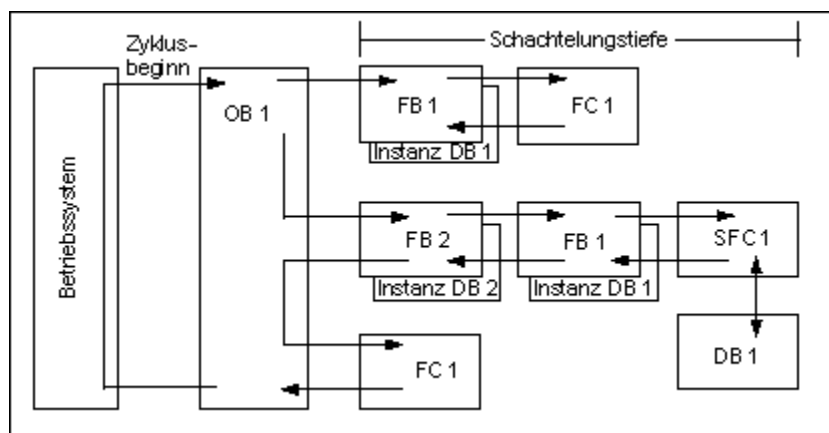 Zyklus-
beginn
Schachtelungstiefe
Betriebssystem
OB 1
FB 1
Instanz DB 1
FC 1
FB 2
Instanz DB 2
FB 1
Instanz DB 1
SFC 1
FC 1
DB 1